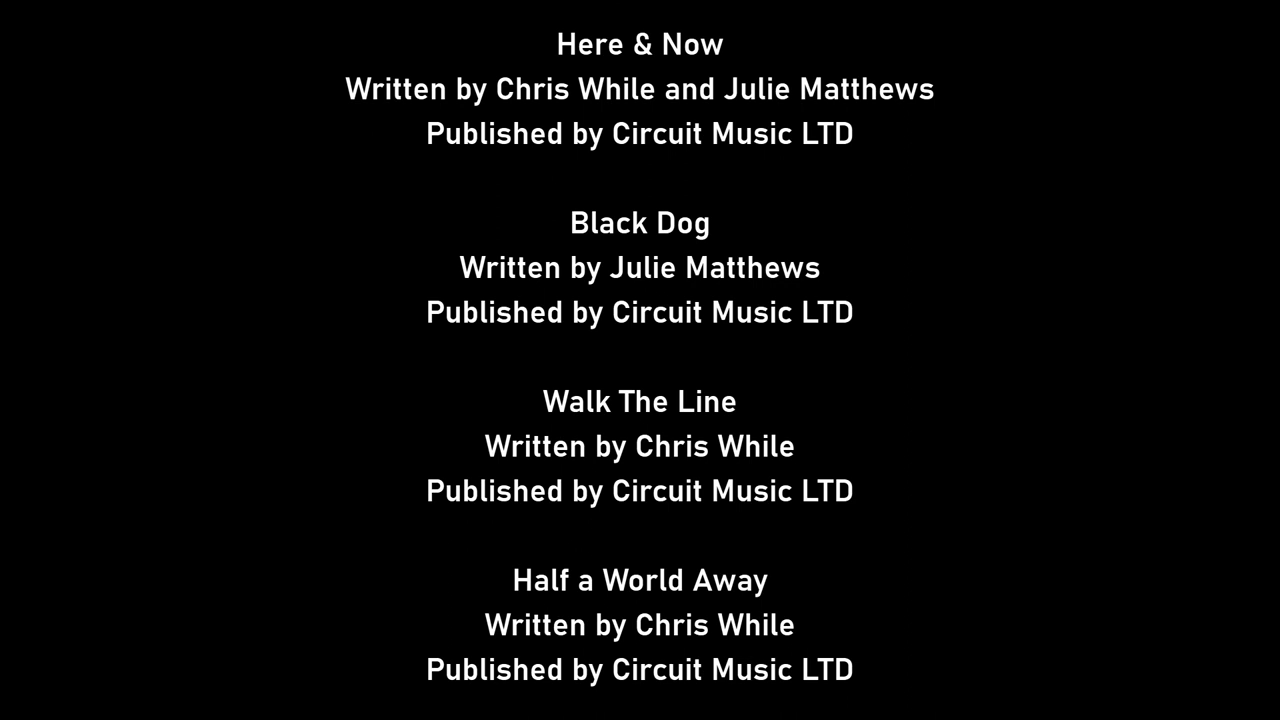 Here & Now
Written by Chris While and Julie Matthews
Published by Circuit Music LTD
Black Dog
Written by Julie Matthews
Published by Circuit Music LTD
Walk The Line
Written by Chris While
Published by Circuit Music LTD
Half a World Away
Written by Chris While
Published by Circuit Music LTD